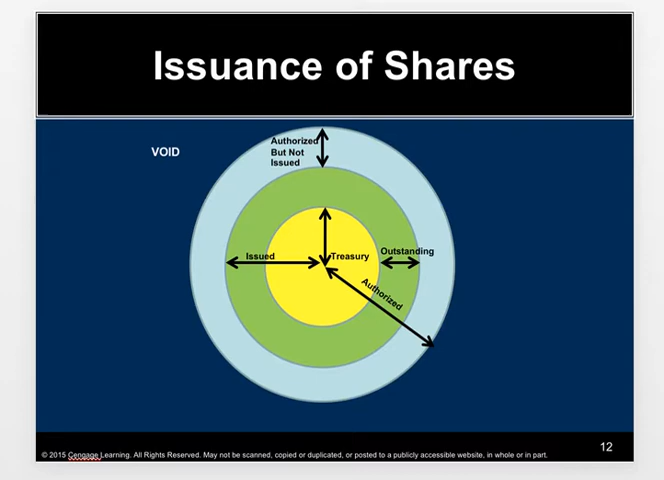 Issuance of Shares
VOID
Authorized
But Not
Issued
Issued
Treasury
Outstanding
Authorized
12
© 2015 Cengage Learning. All Rights Reserved. May not be scanned, copied or duplicated, or posted to a publicly accessible website, in whole or in part.